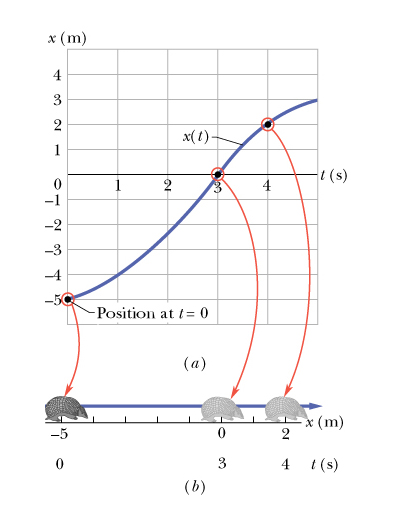 x (m)
4
3
2
1
x(t)
0
1
2
3
4
t (s)
–1
–2
–3
–4
–5
Position at t = 0
(a)
x (m)
–5
0
2
0
3
4
t (s)
(b)